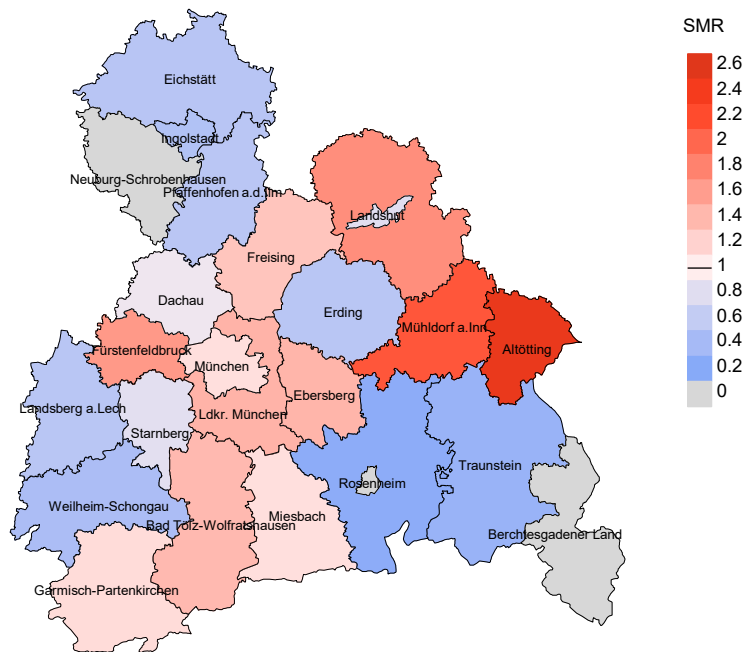 SMR
2.6
2.4
2.2
2
1.8
1.6
1.4
1.2
1
0.8
0.6
0.4
0.2
0
Eichstätt
Ingolstadt
Neuburg-Schrobenhausen
Pfaffenhofen a.d.Ilm
Landshut
Freising
Dachau
Erding
Mühldorf a.Inn
Altötting
Fürstenfeldbruck
München
Ebersberg
Landsberg a.Lech
Ldkr. München
Starnberg
Traunstein
Rosenheim
Weilheim-Schongau
Miesbach
Bad Tölz-Wolfratshausen
Berchtesgadener Land
Garmisch-Partenkirchen